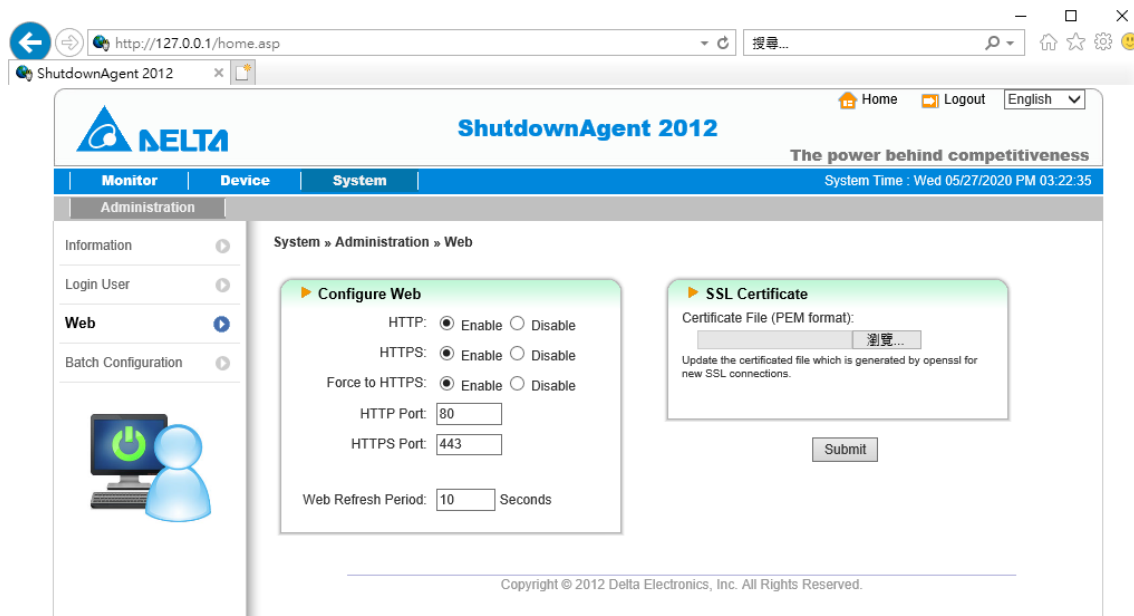 http://127.0.0.1/home.asp
搜尋...
ShutdownAgent 2012
Home Logout English
DELTA
ShutdownAgent 2012
The power behind competitiveness
Monitor Device System
System Time : Wed 05/27/2020 PM 03:22:35
Administration
Information
Login User
Web
Batch Configuration
System » Administration » Web
Configure Web
HTTP: Enable Disable
HTTPS: Enable Disable
Force to HTTPS: Enable Disable
HTTP Port: 80
HTTPS Port: 443
Web Refresh Period: 10 Seconds
SSL Certificate
Certificate File (PEM format):
瀏覽...
Update the certificated file which is generated by openssl for
new SSL connections.
Submit
Copyright © 2012 Delta Electronics, Inc. All Rights Reserved.